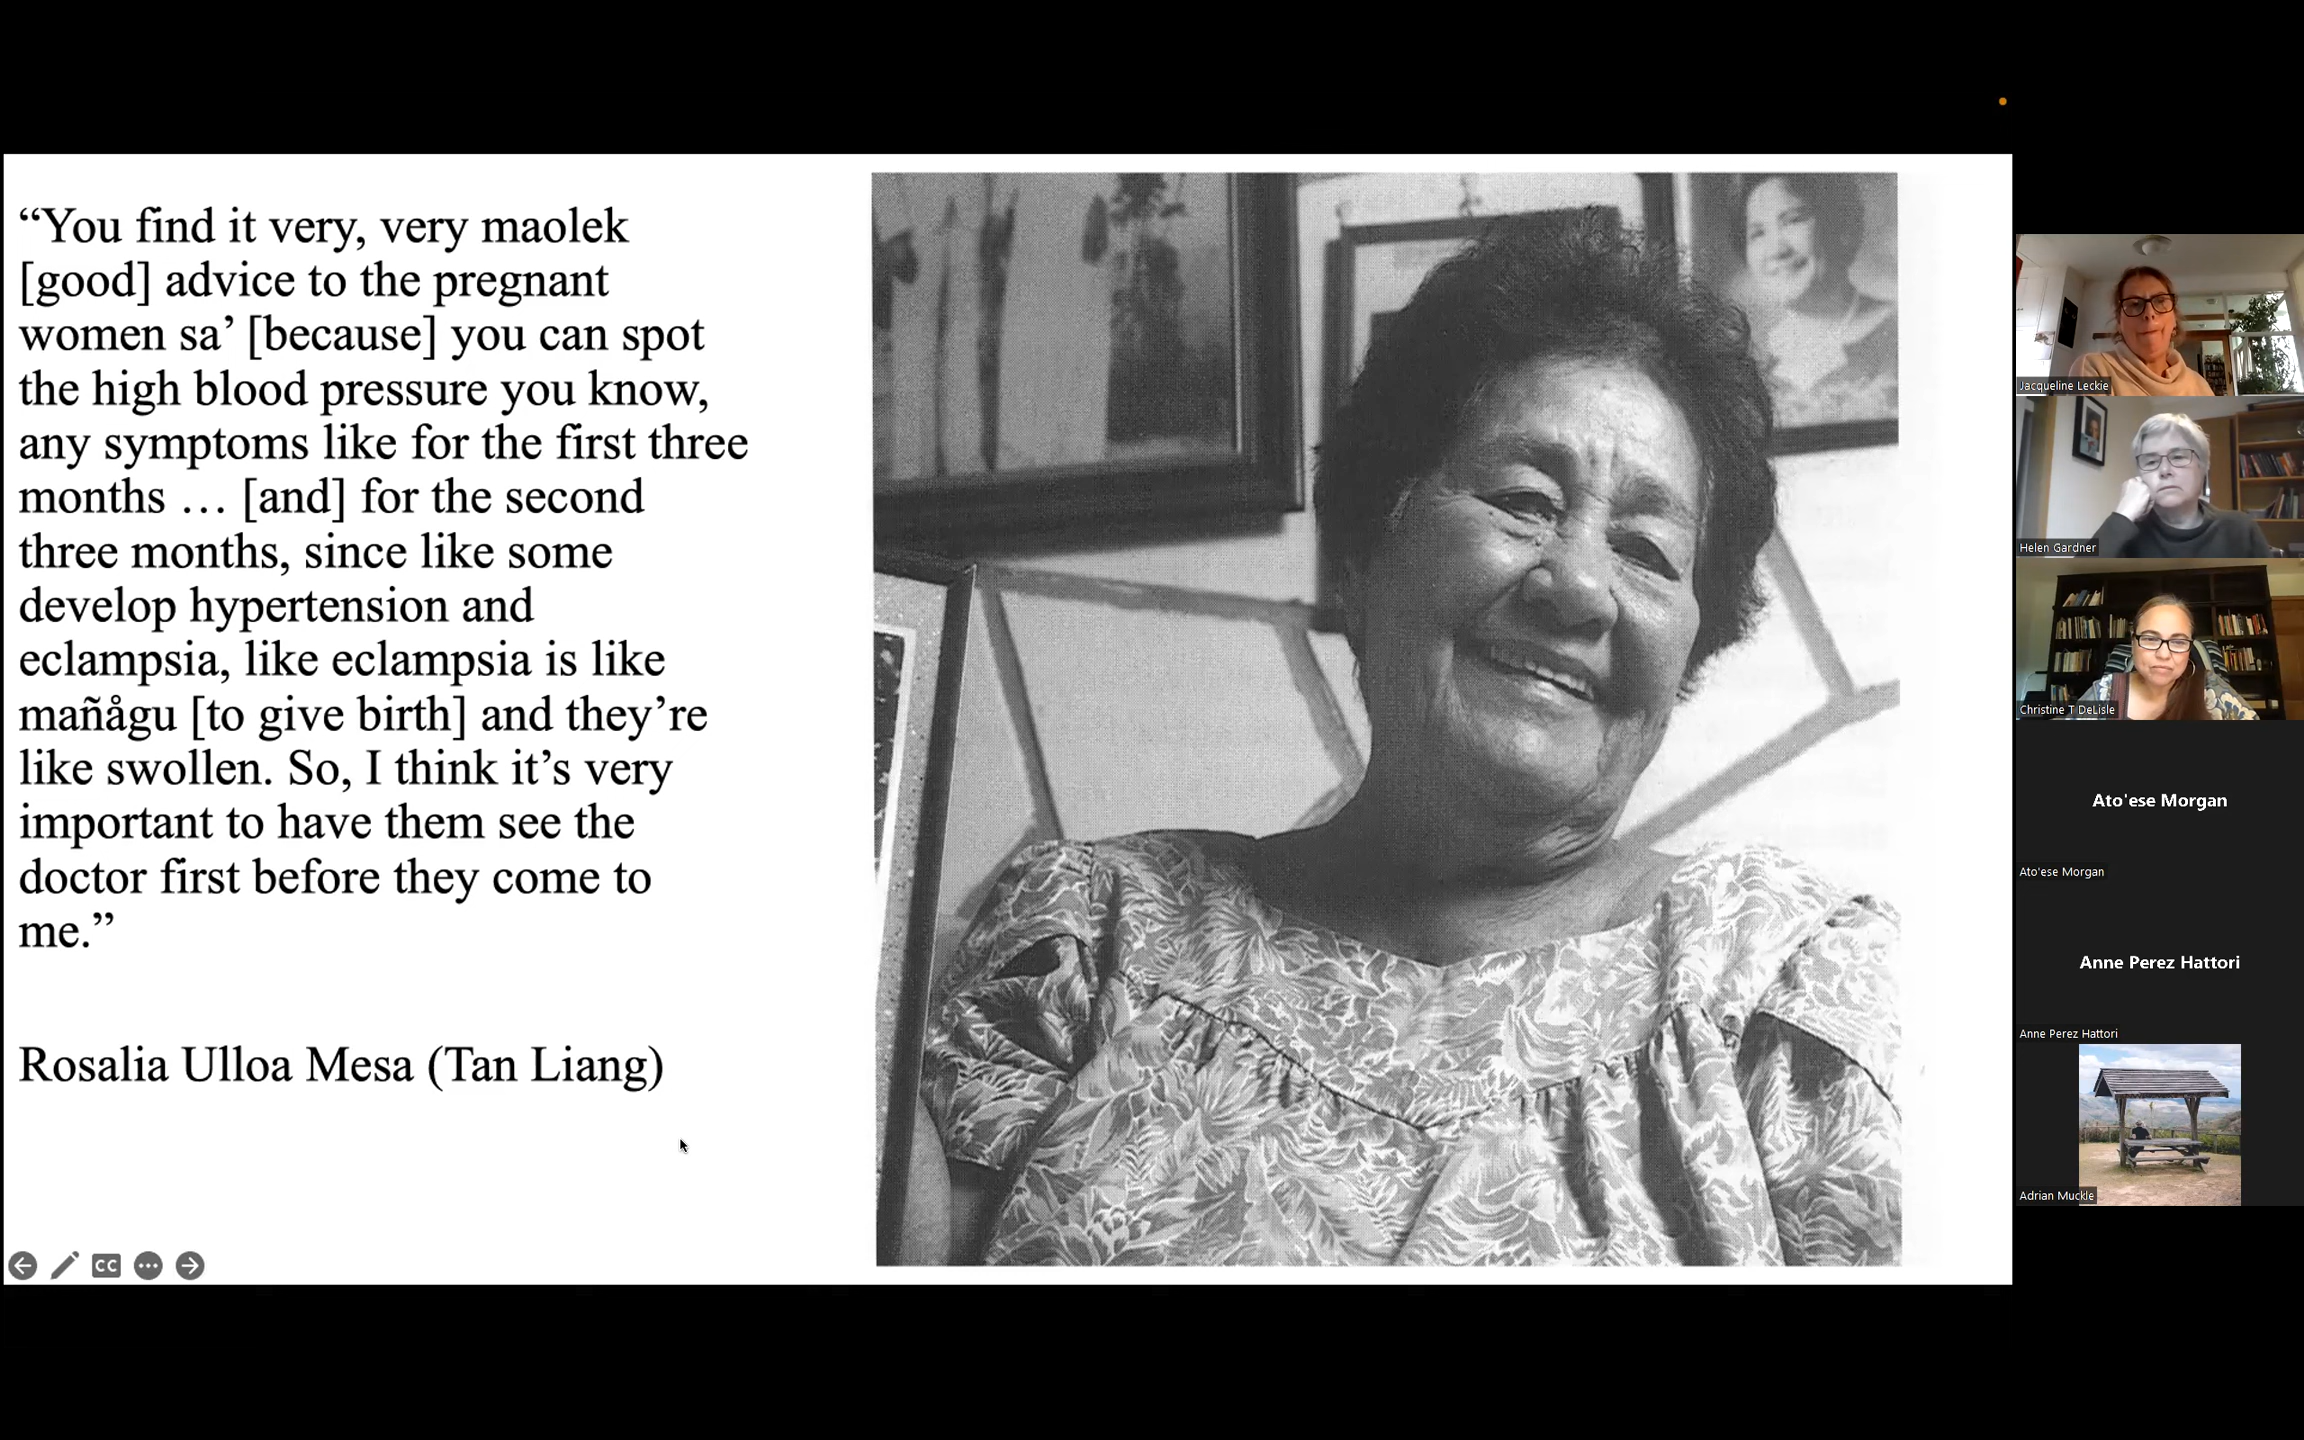 “You find it very, very maolek
[good] advice to the pregnant
women sa’ [because] you can spot
the high blood pressure you know,
any symptoms like for the first three
months … [and] for the second
three months, since like some
develop hypertension and
eclampsia, like eclampsia is like
mañågu [to give birth] and they’re
like swollen. So, I think it’s very
important to have them see the
doctor first before they come to
me.”
Rosalia Ulloa Mesa (Tan Liang)
CC
Jacqueline Leckie
Helen Gardner
Christine T DeLisle
Ato'ese Morgan
Ato'ese Morgan
Anne Perez Hattori
Anne Perez Hattori
Adrian Muckle